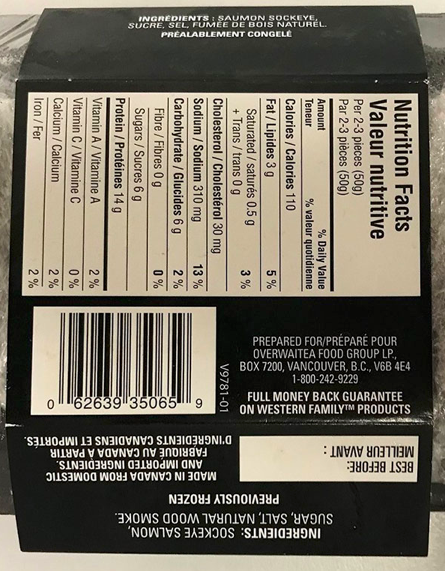 INGRÉDIENTS : SAUMON SOCKEYE,
SUCRE, SEL, FUMÉE DE BOIS NATUREL.
PRÉALABLEMENT CONGELÉ
Nutrition Facts
Valeur nutritive
Per 2-3 pieces (50g)
Par 2-3 pièces (50g)
Amount % Daily Value
Teneur % valeur quotidienne
Calories / Calories 110
Fat / Lipides 3 g 5 %
Saturated / saturés 0.5 g
+ Trans / trans 0 g 3 %
Cholesterol / Cholestérol 30 mg
Sodium / Sodium 310 mg 13 %
Carbohydrate / Glucides 6 g 2 %
Fibre / Fibres 0 g 0 %
Sugars / Sucres 6 g
Protein / Protéines 14 g
Vitamin A / Vitamine A 2 %
Vitamin C / Vitamine C 0 %
Calcium / Calcium 2 %
Iron / Fer 2 %
PREPARED FOR/PRÉPARÉ POUR
OVERWAITEA FOOD GROUP LP.,
BOX 7200, VANCOUVER, B.C., V6B 4E4
1-800-242-9229
FULL MONEY BACK GUARANTEE
ON WESTERN FAMILY™ PRODUCTS
V9781-01
0 62639 35065 9
BEST BEFORE:
MEILLEUR AVANT :
MADE IN CANADA FROM DOMESTIC
AND IMPORTED INGREDIENTS.
FABRIQUÉ AU CANADA À PARTIR
D'INGRÉDIENTS CANADIENS ET IMPORTÉS.
PREVIOUSLY FROZEN
INGREDIENTS: SOCKEYE SALMON,
SUGAR, SALT, NATURAL WOOD SMOKE.